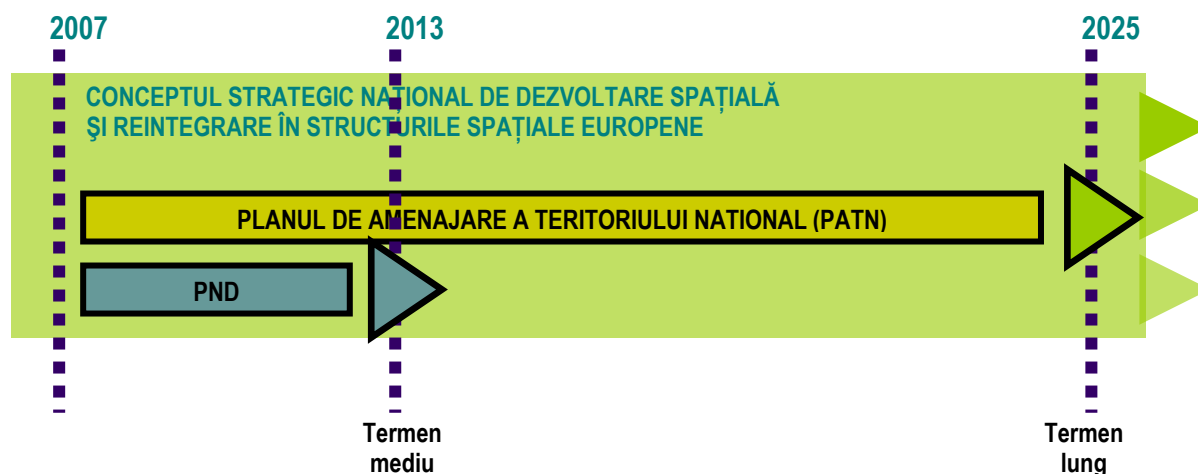 2007
2013
2025
CONCEPTUL STRATEGIC NAȚIONAL DE DEZVOLTARE SPAȚIALĂ
ŞI REINTEGRARE ÎN STRUCTURILE SPAȚIALE EUROPENE
PLANUL DE AMENAJARE A TERITORIULUI NATIONAL (PATN)
PND
Termen
mediu
Termen
lung